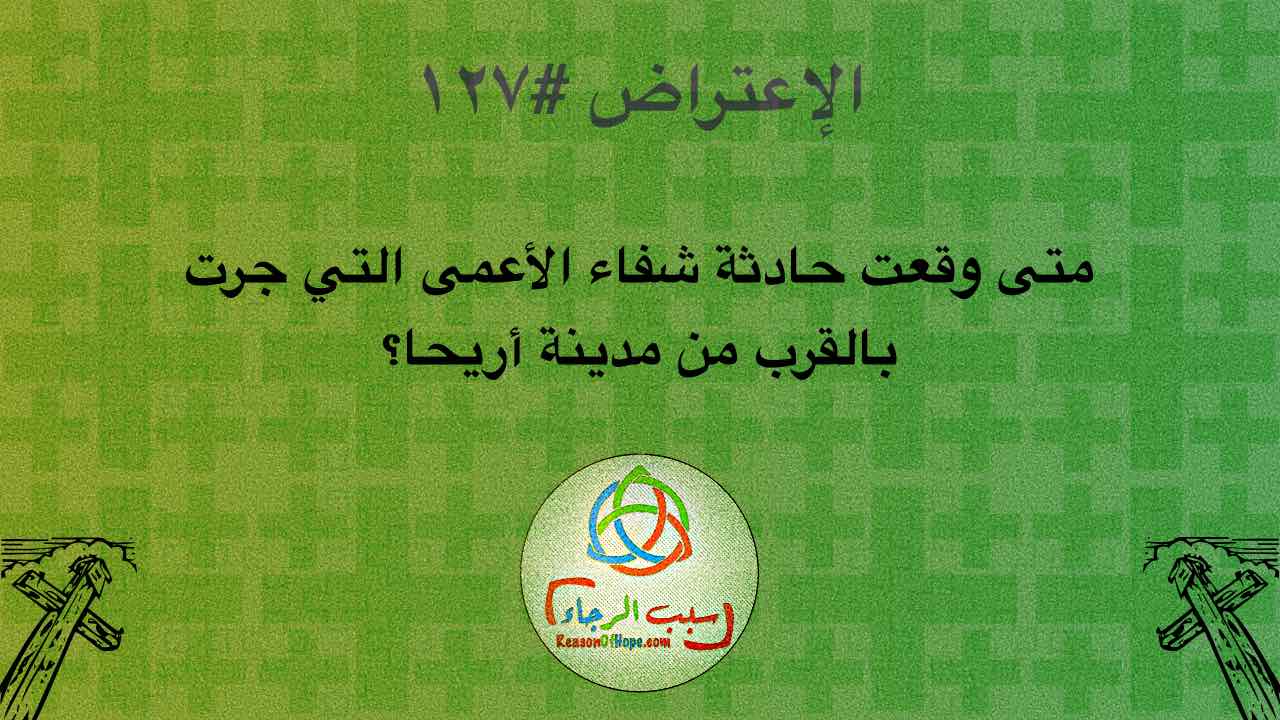 الإعتراض #١٢٧
متى وقعت حادثة شفاء الأعمى التي جرت
بالقرب من مدينة أريحا؟
سبب الرجاء
ReasonOfHope.com